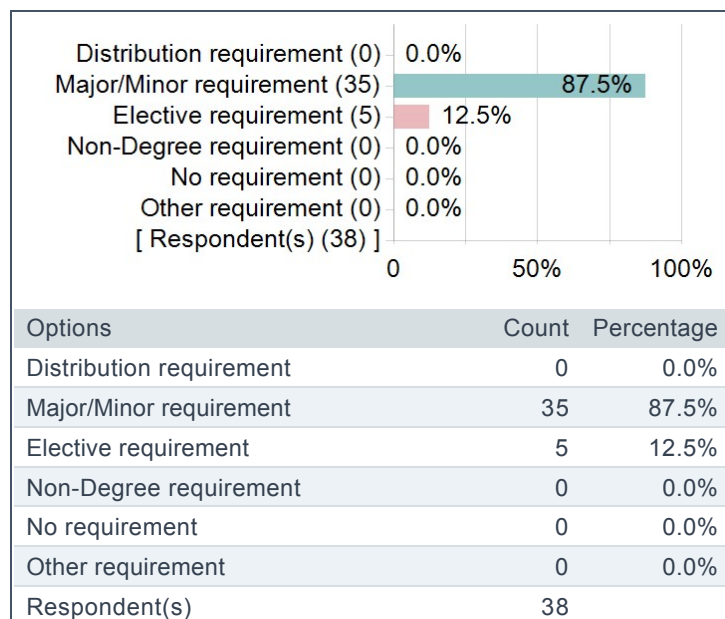 Distribution requirement (0) 0.0%
Major/Minor requirement (35) 87.5%
Elective requirement (5) 12.5%
Non-Degree requirement (0) 0.0%
No requirement (0) 0.0%
Other requirement (0) 0.0%
[ Respondent(s) (38) ]
0 50% 100%
Options Count Percentage
Distribution requirement 0 0.0%
Major/Minor requirement 35 87.5%
Elective requirement 5 12.5%
Non-Degree requirement 0 0.0%
No requirement 0 0.0%
Other requirement 0 0.0%
Respondent(s) 38